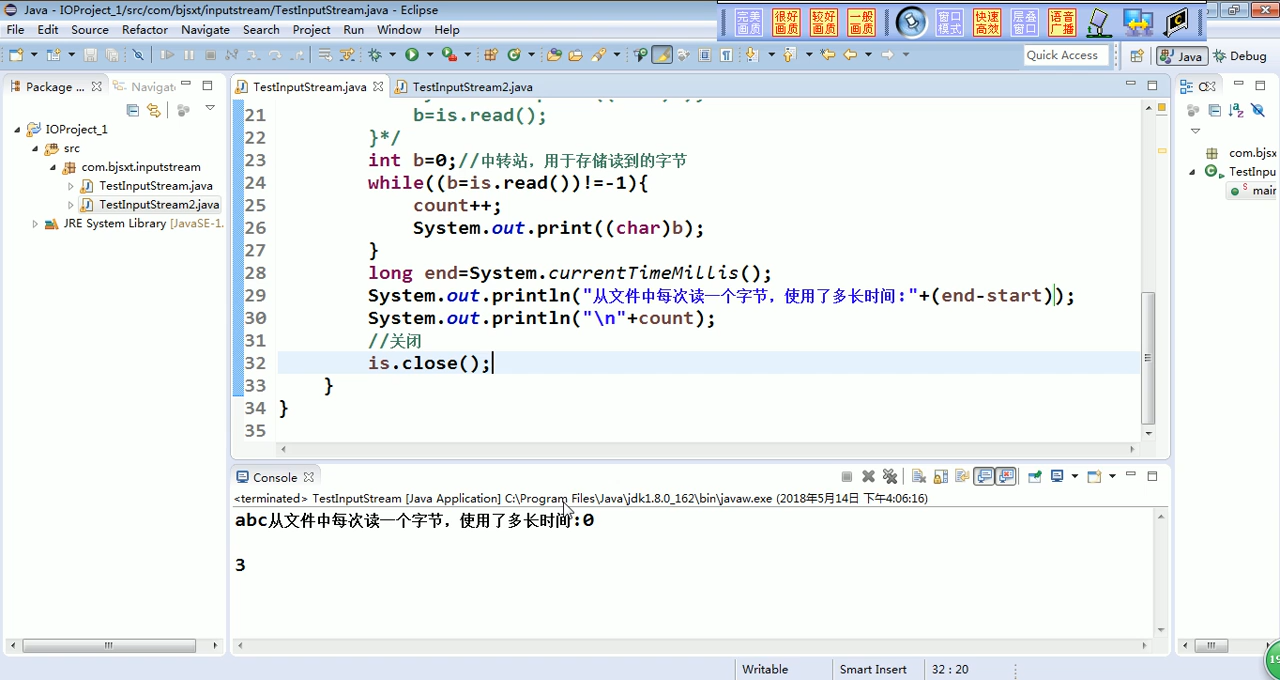 Java - IOProject_1/src/com/bjsxt/inputstream/TestInputStream.java - Eclipse
完美画质 很好画质 较好画质 一般画质 窗口模式 快速高效 层叠窗口 语音广播
File Edit Source Refactor Navigate Search Project Run Window Help
Quick Access Java Debug
Package ... Navigat
TestInputStream.java TestInputStream2.java
IOProject_1
src
com.bjsxt.inputstream
TestInputStream.java
TestInputStream2.java
JRE System Library [JavaSE-1.
21 b=is.read();
22 }*/
23 int b=0;//中转站，用于存储读到的字节
24 while((b=is.read())!=-1){
25 count++;
26 System.out.print((char)b);
27 }
28 long end=System.currentTimeMillis();
29 System.out.println("从文件中每次读一个字节，使用了多长时间:"+(end-start));
30 System.out.println("\n"+count);
31 //关闭
32 is.close();
33 }
34 }
35
com.bjsx
TestInpu
S main
Console
<terminated> TestInputStream [Java Application] C:\Program Files\Java\jdk1.8.0_162\bin\javaw.exe (2018年5月14日 下午4:06:16)
abc从文件中每次读一个字节，使用了多长时间:0
3
Writable Smart Insert 32 : 20